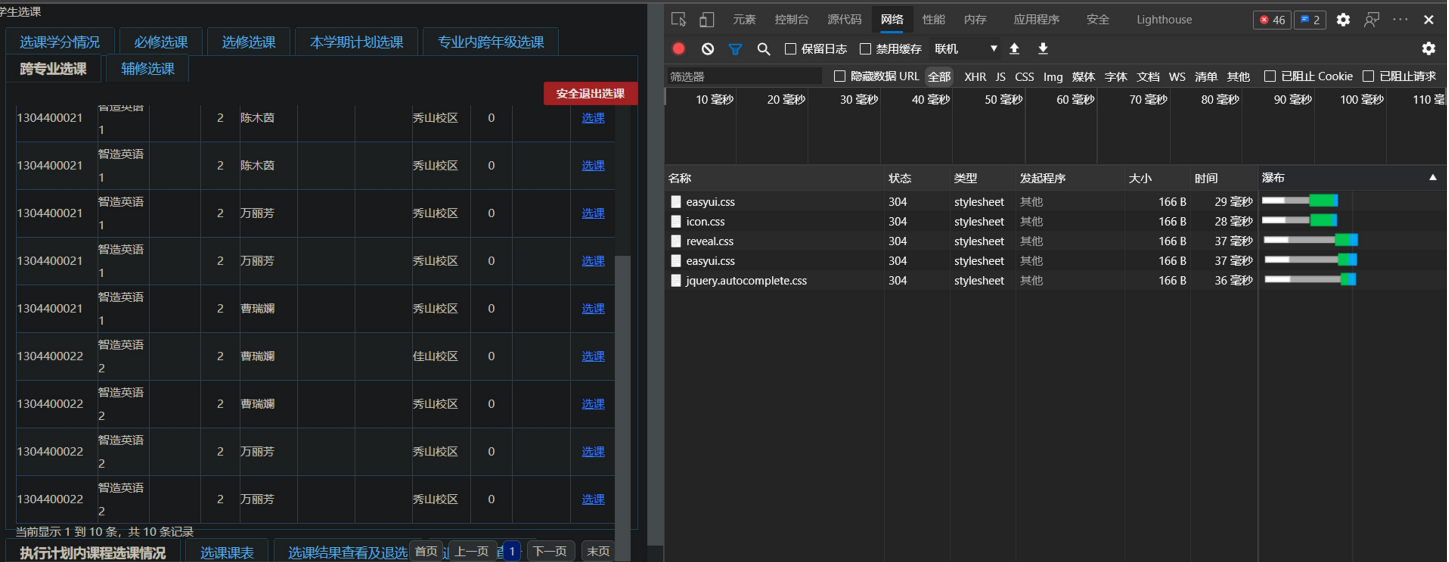 学生选课
选课学分情况 必修选课 选修选课 本学期计划选课 专业内跨年级选课
跨专业选课 辅修选课
安全退出选课
1304400021 智造英语1 2 陈木茵 秀山校区 0 选课
1304400021 智造英语1 2 陈木茵 秀山校区 0 选课
1304400021 智造英语1 2 万丽芳 秀山校区 0 选课
1304400021 智造英语1 2 万丽芳 秀山校区 0 选课
1304400021 智造英语1 2 曹瑞斓 秀山校区 0 选课
1304400022 智造英语2 2 曹瑞斓 佳山校区 0 选课
1304400022 智造英语2 2 曹瑞斓 秀山校区 0 选课
1304400022 智造英语2 2 万丽芳 秀山校区 0 选课
1304400022 智造英语2 2 万丽芳 秀山校区 0 选课
当前显示 1 到 10 条，共 10 条记录
首页 上一页 1 下一页 末页
执行计划内课程选课情况 选课课表 选课结果查看及退选
元素 控制台 源代码 网络 性能 内存 应用程序 安全 Lighthouse 46 2
保留日志 禁用缓存 联机
筛选器 隐藏数据 URL 全部 XHR JS CSS Img 媒体 字体 文档 WS 清单 其他 已阻止 Cookie 已阻止请求
10 毫秒 20 毫秒 30 毫秒 40 毫秒 50 毫秒 60 毫秒 70 毫秒 80 毫秒 90 毫秒 100 毫秒 110 毫
名称 状态 类型 发起程序 大小 时间 瀑布
easyui.css 304 stylesheet 其他 166 B 29 毫秒
icon.css 304 stylesheet 其他 166 B 28 毫秒
reveal.css 304 stylesheet 其他 166 B 37 毫秒
easyui.css 304 stylesheet 其他 166 B 37 毫秒
jquery.autocomplete.css 304 stylesheet 其他 166 B 36 毫秒